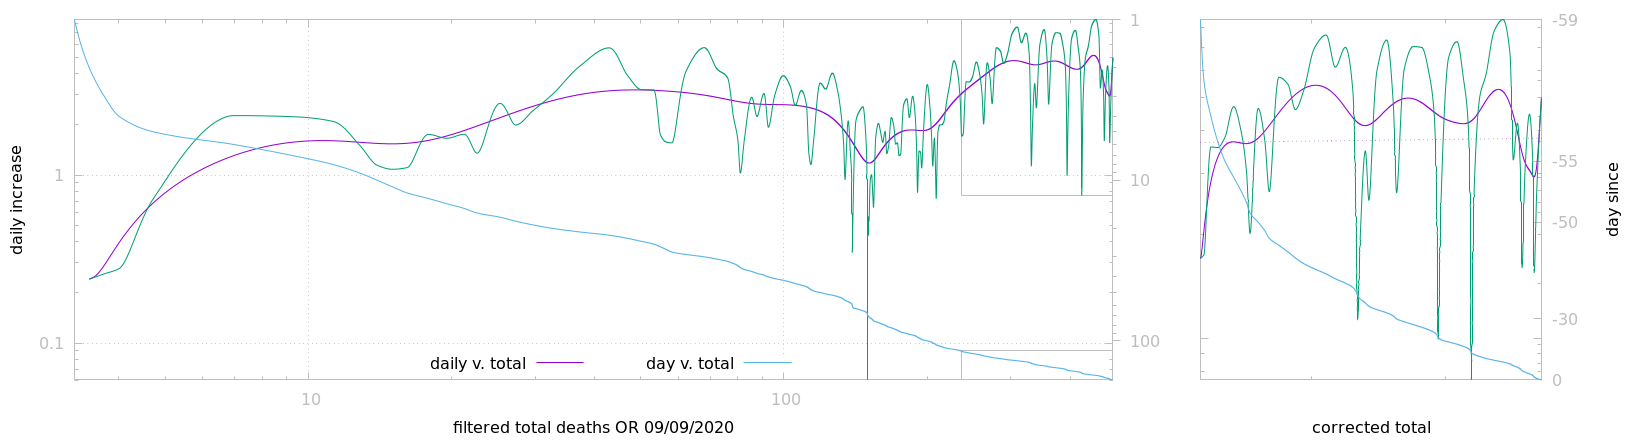 1
-59
daily increase
1
10
-55
-50
day since
0.1
100
-30
daily v. total
day v. total
0
10
100
filtered total deaths OR 09/09/2020
corrected total